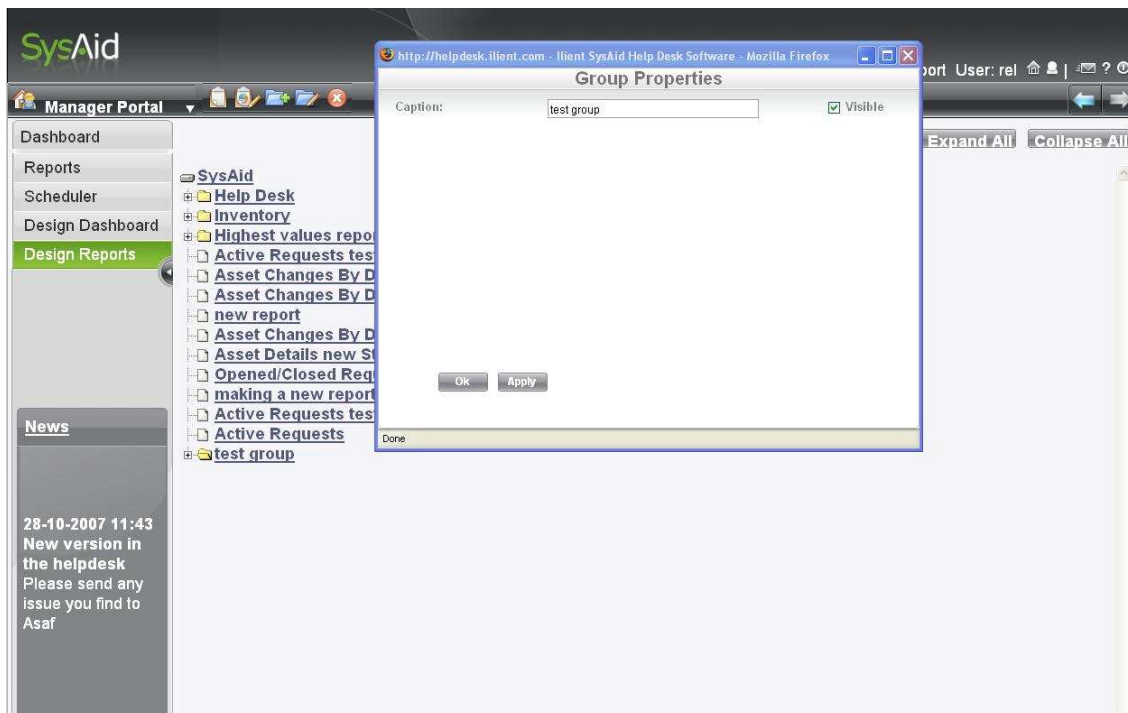 SysAid
http://helpdesk.ilient.com - Ilient SysAid Help Desk Software - Mozilla Firefox
port User: rel
Manager Portal
Group Properties
Caption:
test group
Visible
Expand All
Collapse All
Dashboard
Reports
Scheduler
Design Dashboard
Design Reports
SysAid
Help Desk
Inventory
Highest values repo
Active Requests tes
Asset Changes By D
Asset Changes By D
new report
Asset Changes By D
Asset Details new St
Opened/Closed Requ
making a new report
Active Requests tes
Active Requests
test group
Ok
Apply
Done
News
28-10-2007 11:43
New version in
the helpdesk
Please send any
issue you find to
Asaf